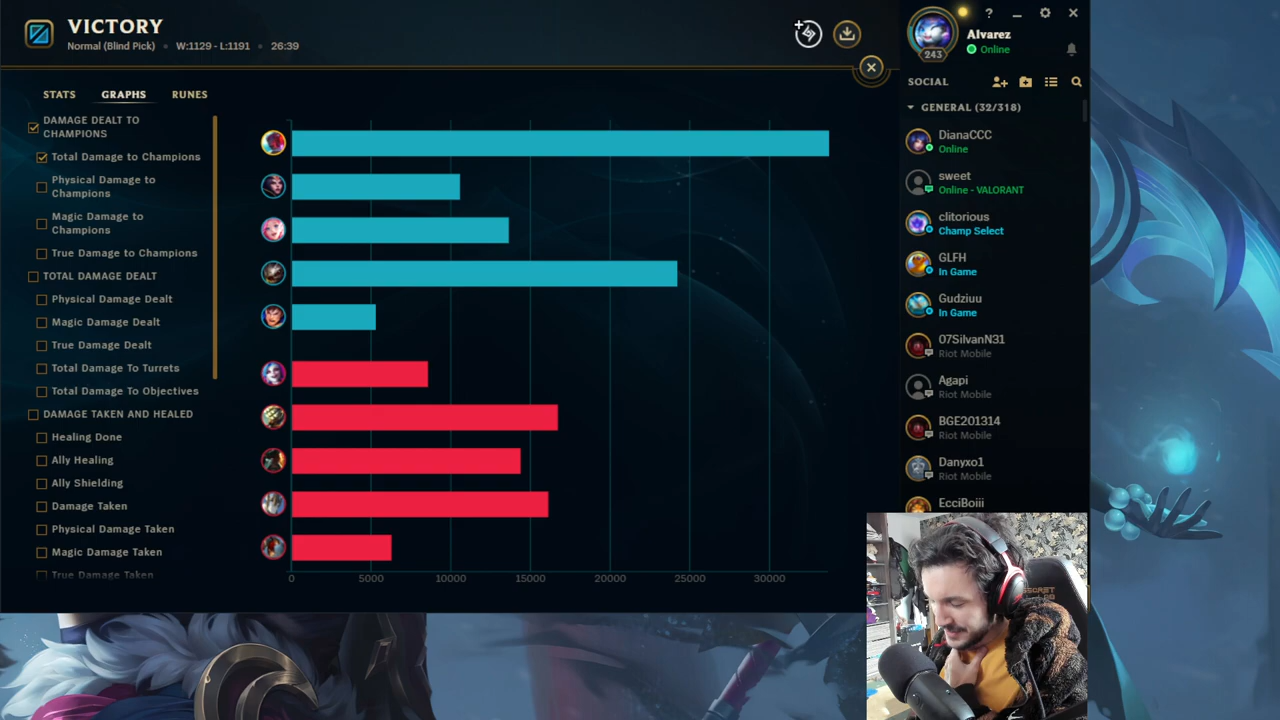 VICTORY
Normal (Blind Pick) • W:1129 - L:1191 • 26:39
STATS GRAPHS RUNES
DAMAGE DEALT TO
CHAMPIONS
Total Damage to Champions
Physical Damage to
Champions
Magic Damage to
Champions
True Damage to Champions
TOTAL DAMAGE DEALT
Physical Damage Dealt
Magic Damage Dealt
True Damage Dealt
Total Damage To Turrets
Total Damage To Objectives
DAMAGE TAKEN AND HEALED
Healing Done
Ally Healing
Ally Shielding
Damage Taken
Physical Damage Taken
Magic Damage Taken
True Damage Taken
0 5000 10000 15000 20000 25000 30000
243
Alvarez
Online
SOCIAL
GENERAL (32/318)
DianaCCC
Online
sweet
Online - VALORANT
clitorious
Champ Select
GLFH
In Game
Gudziuu
In Game
07SilvanN31
Riot Mobile
Agapi
Riot Mobile
BGE201314
Riot Mobile
Danyxo1
Riot Mobile
EcciBoiii